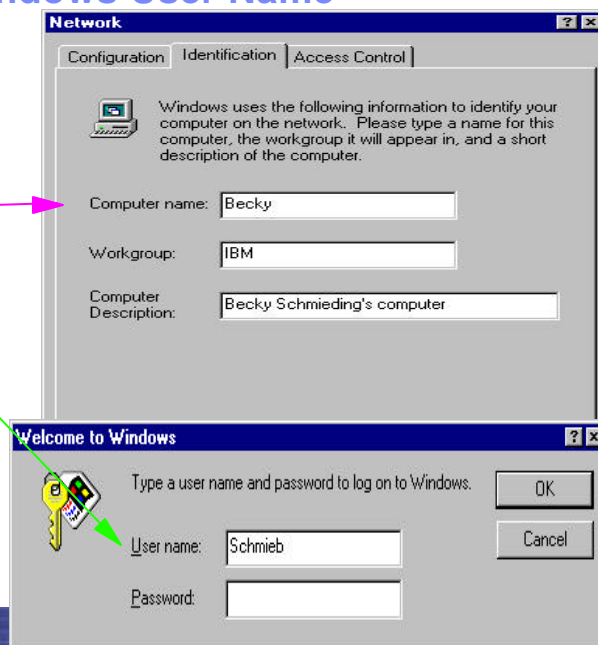 Windows User Name
Network
Configuration Identification Access Control
Windows uses the following information to identify your
computer on the network. Please type a name for this
computer, the workgroup it will appear in, and a short
description of the computer.
Computer name: Becky
Workgroup: IBM
Computer
Description: Becky Schmieding's computer
Welcome to Windows
Type a user name and password to log on to Windows.
OK
User name: Schmieb
Cancel
Password: